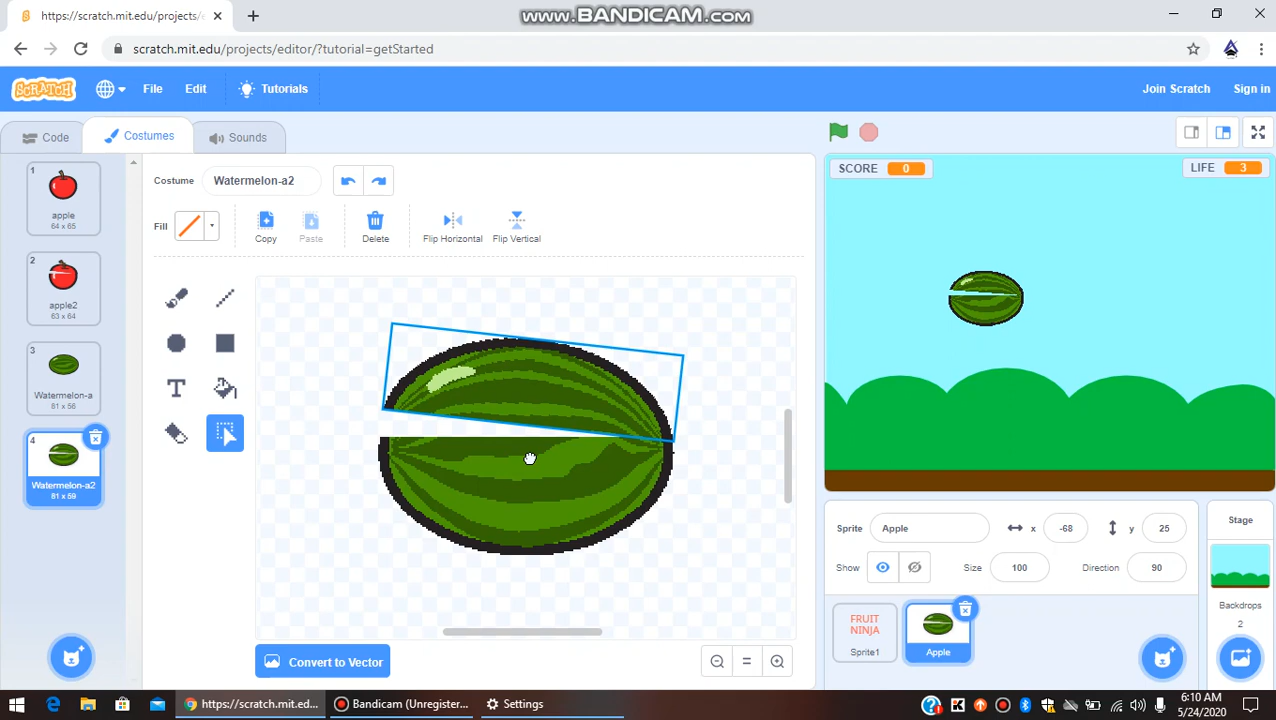 https://scratch.mit.edu/projects/e
www.BANDICAM.com
scratch.mit.edu/projects/editor/?tutorial=getStarted
SCRATCH
File
Edit
Tutorials
Join Scratch
Sign in
Code
Costumes
Sounds
Costume
Watermelon-a2
Fill
Copy
Paste
Delete
Flip Horizontal
Flip Vertical
1
apple
64 x 65
2
apple2
63 x 64
3
Watermelon-a
81 x 56
4
Watermelon-a2
81 x 59
T
Convert to Vector
SCORE 0
LIFE 3
Sprite
Apple
x
-68
y
25
Show
Size
100
Direction
90
FRUIT
NINJA
Sprite1
Apple
Stage
Backdrops
2
https://scratch.mit.ed...
Bandicam (Unregister...
Settings
6:10 AM
5/24/2020